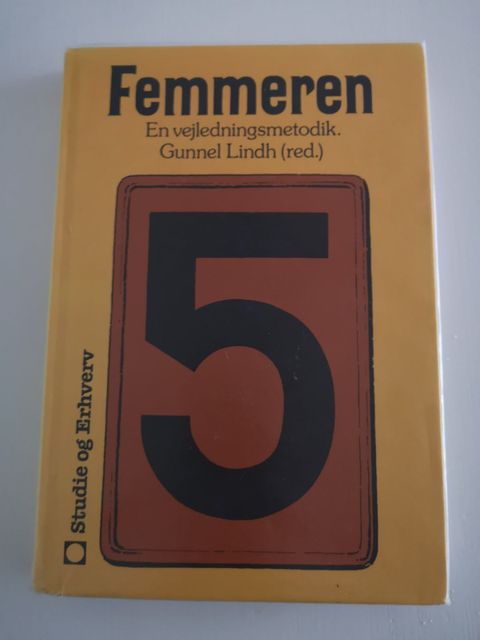 Femmeren
En vejledningsmetodik.
Gunnel Lindh (red.)
5
Studie og Erhverv